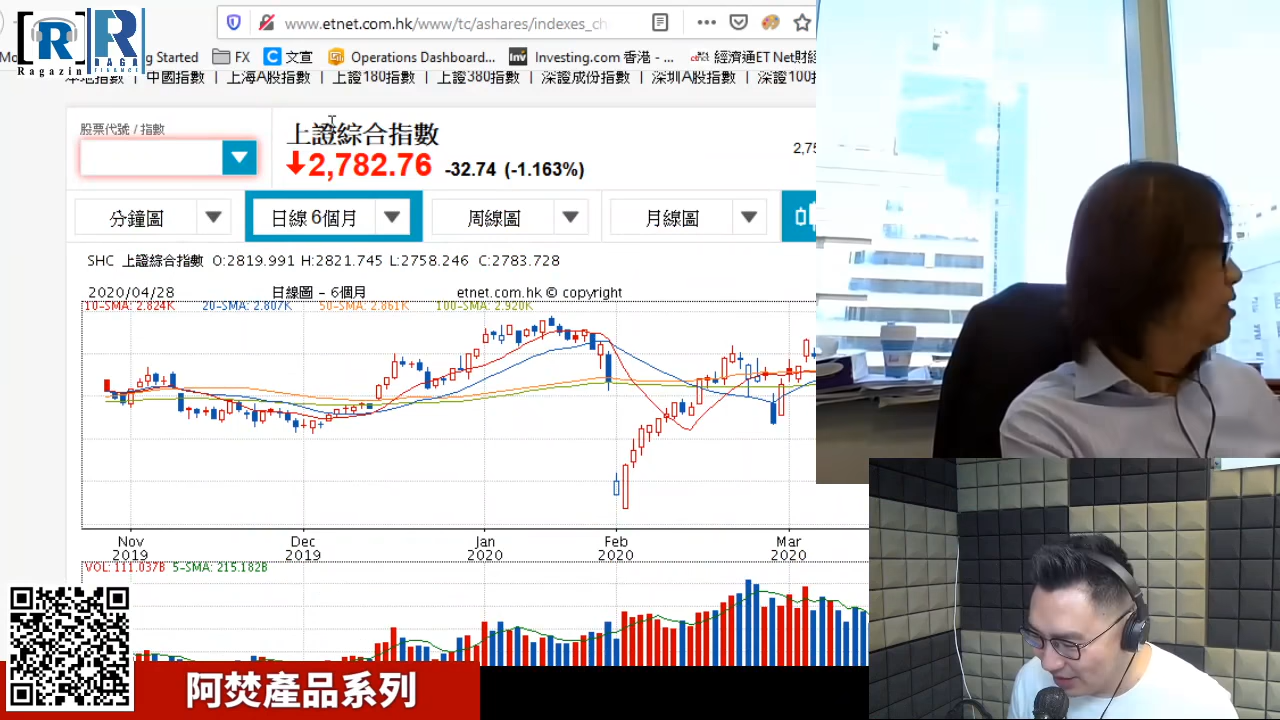 www.etnet.com.hk/www/tc/ashares/indexes_ch
Ragazine
RAGA
FINANCE
g Started
FX
文宣
Operations Dashboard...
Inv
Investing.com 香港 - ...
經濟通ET Net財經
本地指數 | 中國指數 | 上海A股指數 | 上證180指數 | 上證380指數 | 深證成份指數 | 深圳A股指數 | 深證100指
股票代號 / 指數
上證綜合指數
2,782.76 -32.74 (-1.163%)
2,75
分鐘圖
日線 6個月
周線圖
月線圖
SHC 上證綜合指數 O:2819.991 H:2821.745 L:2758.246 C:2783.728
2020/04/28 日線圖 - 6個月 etnet.com.hk © copyright
10-SMA: 2.824K 20-SMA: 2.807K 50-SMA: 2.861K 100-SMA: 2.920K
Nov Dec Jan Feb Mar
2019 2019 2020 2020 2020
VOL: 111.037B 5-SMA: 215.182B
阿焚產品系列